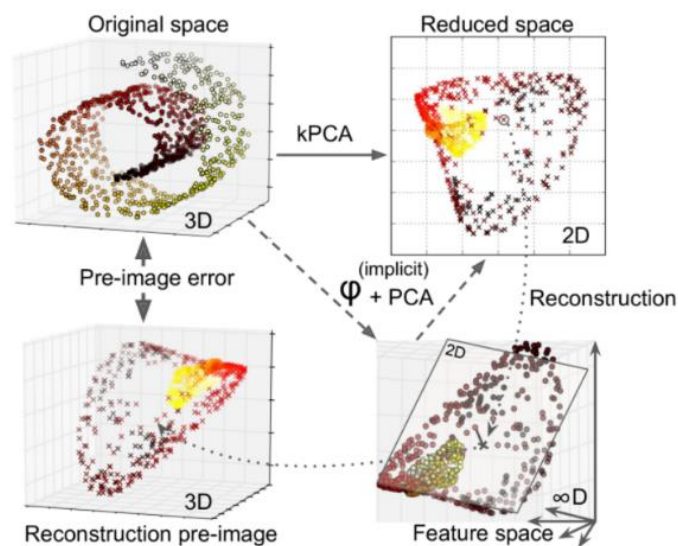 Original space
Reduced space
kPCA
3D
2D
Pre-image error
φ (implicit)
+ PCA
Reconstruction
2D
3D
∞D
Reconstruction pre-image
Feature space